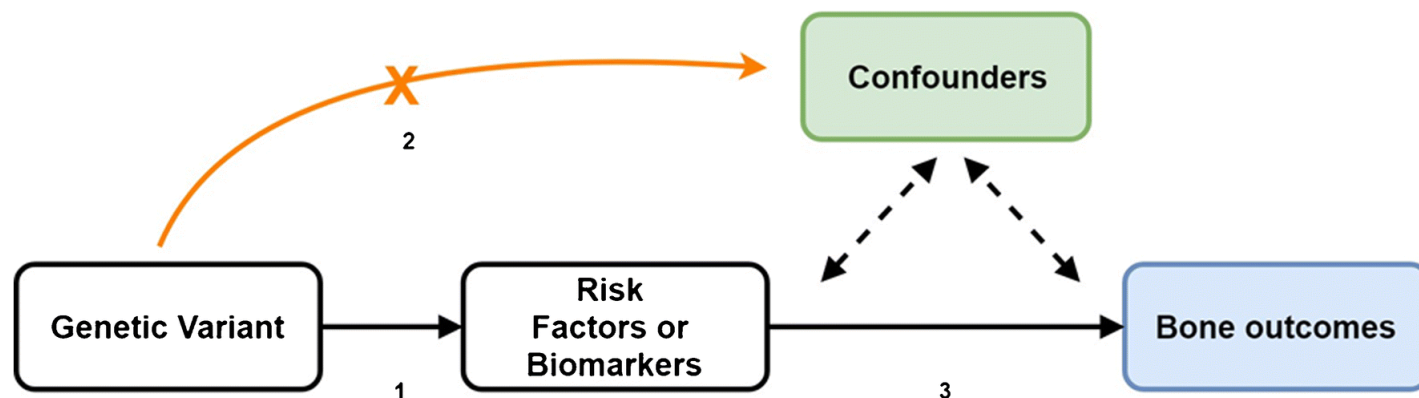 Confounders
X
2
Genetic Variant
Risk
Factors or
Biomarkers
Bone outcomes
1
3